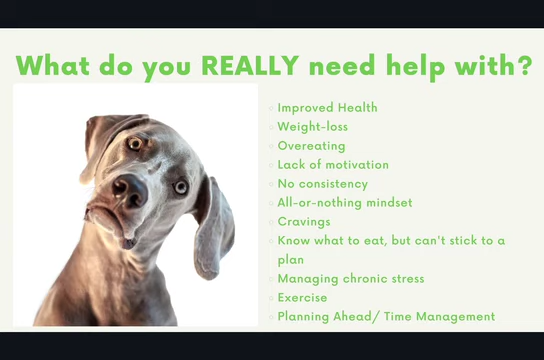 What do you REALLY need help with?
Improved Health
Weight-loss
Overeating
Lack of motivation
No consistency
All-or-nothing mindset
Cravings
Know what to eat, but can't stick to a
plan
Managing chronic stress
Exercise
Planning Ahead/ Time Management